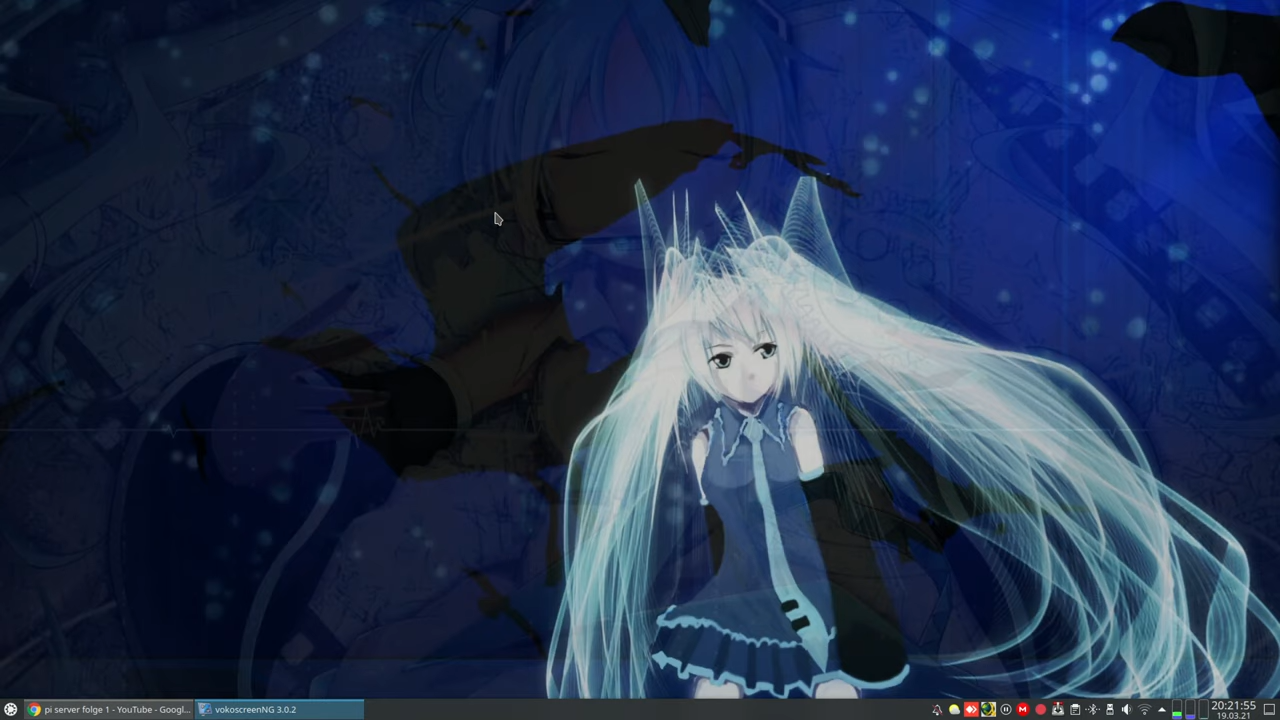 pi server folge 1 - YouTube - Googl...
vokoscreenNG 3.0.2
20:21:55
19.03.21